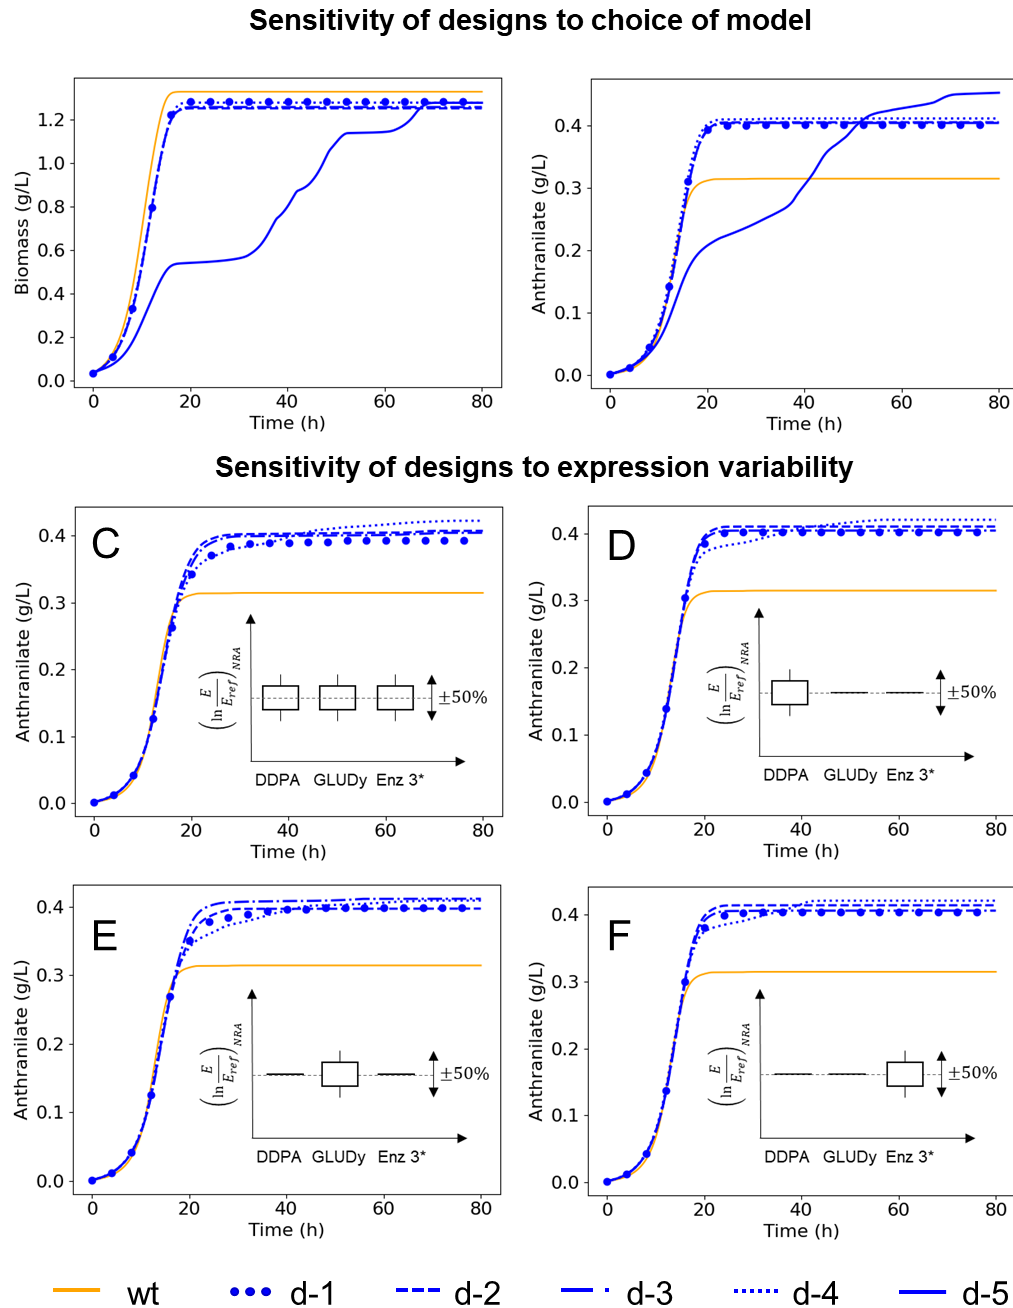 Sensitivity of designs to choice of model
Biomass (g/L)
1.2
1.0
0.8
0.6
0.4
0.2
0.0
0 20 40 60 80
Time (h)
Anthranilate (g/L)
0.4
0.3
0.2
0.1
0.0
0 20 40 60 80
Time (h)
Sensitivity of designs to expression variability
C
Anthranilate (g/L)
0.4
0.3
0.2
0.1
0.0
(ln E/E_ref)_NRA
±50%
DDPA GLUDy Enz 3*
0 20 40 60 80
Time (h)
D
Anthranilate (g/L)
0.4
0.3
0.2
0.1
0.0
(ln E/E_ref)_NRA
±50%
DDPA GLUDy Enz 3*
0 20 40 60 80
Time (h)
E
Anthranilate (g/L)
0.4
0.3
0.2
0.1
0.0
(ln E/E_ref)_NRA
±50%
DDPA GLUDy Enz 3*
0 20 40 60 80
Time (h)
F
Anthranilate (g/L)
0.4
0.3
0.2
0.1
0.0
(ln E/E_ref)_NRA
±50%
DDPA GLUDy Enz 3*
0 20 40 60 80
Time (h)
wt d-1 d-2 d-3 d-4 d-5